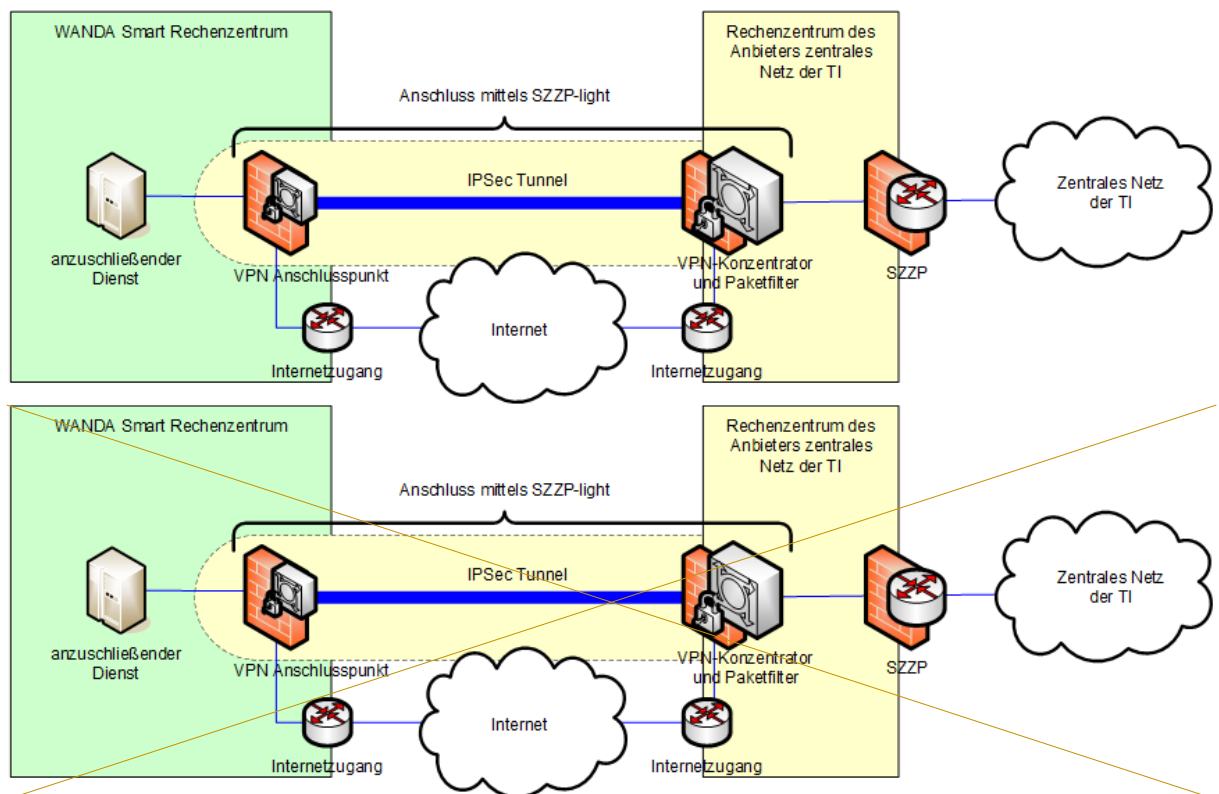 WANDA Smart Rechenzentrum
Rechenzentrum des
Anbieters zentrales
Netz der TI
Anschluss mittels SZZP-light
IPSec Tunnel
Zentrales Netz
der TI
anzuschließender
Dienst
VPN Anschlusspunkt
VPN-Konzentrator
und Paketfilter
SZZP
Internet
Internetzugang
Internetzugang
WANDA Smart Rechenzentrum
Rechenzentrum des
Anbieters zentrales
Netz der TI
Anschluss mittels SZZP-light
IPSec Tunnel
Zentrales Netz
der TI
anzuschließender
Dienst
VPN Anschlusspunkt
VPN-Konzentrator
und Paketfilter
SZZP
Internet
Internetzugang
Internetzugang